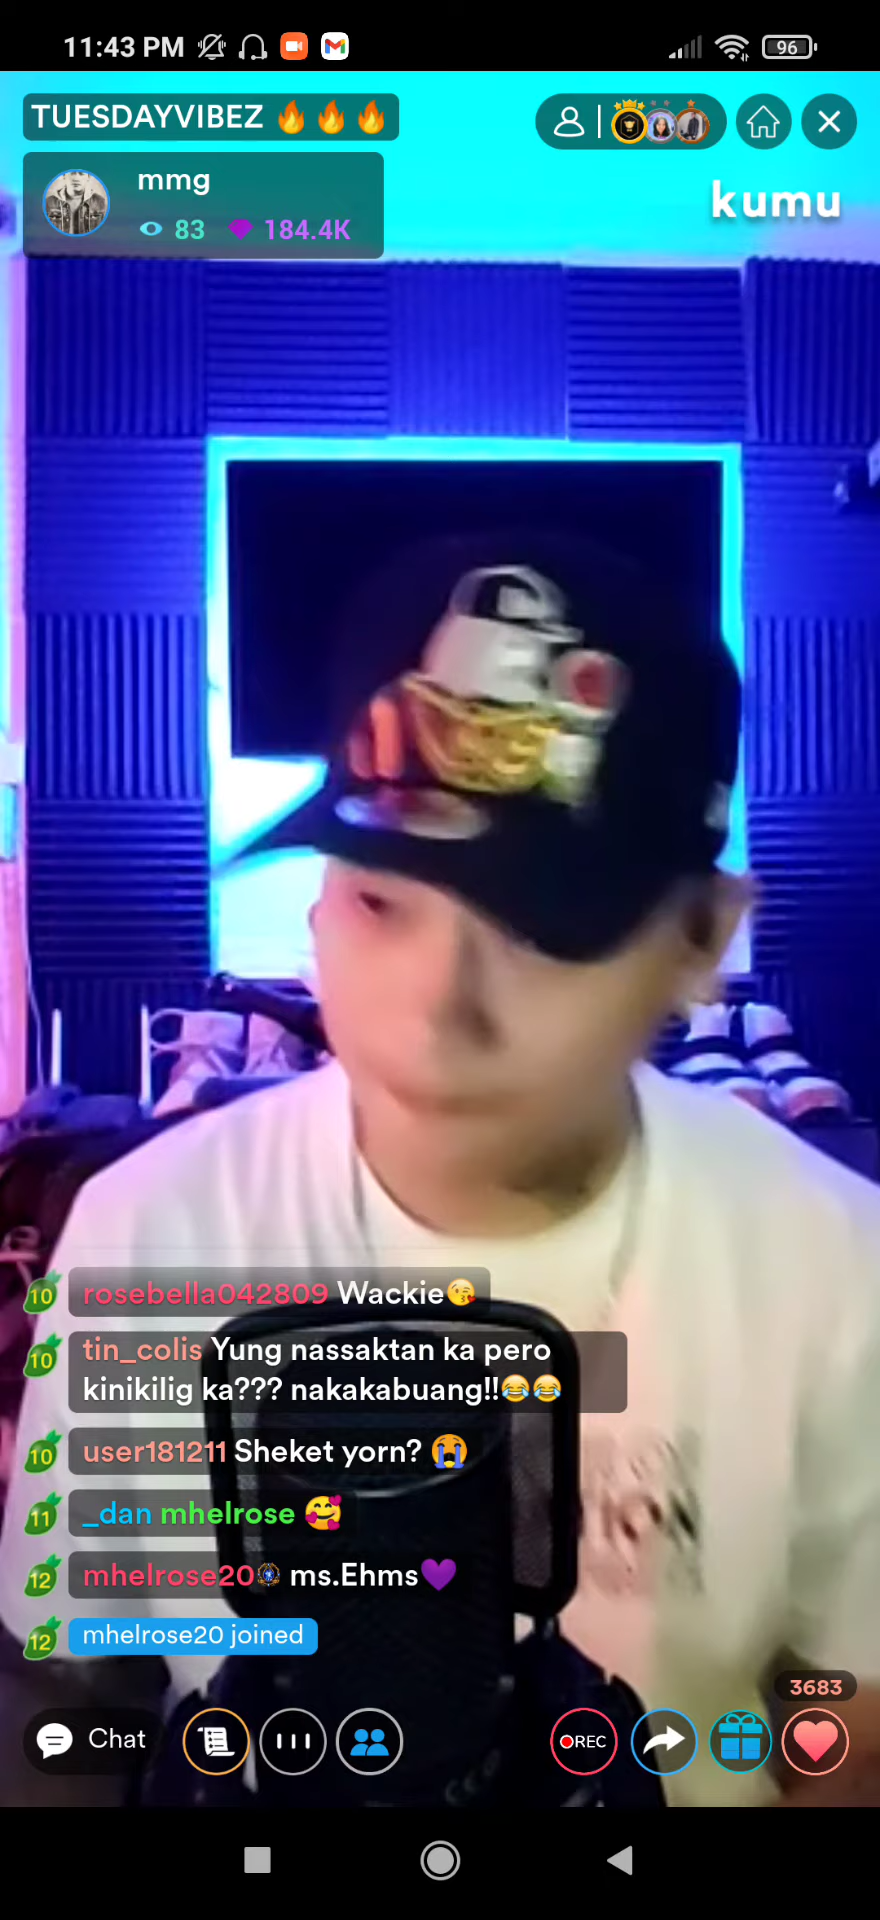 11:43 PM
96
TUESDAYVIBEZ 🔥🔥🔥
mmg
83 184.4K
kumu
10 rosebella042809 Wackie😘
10 tin_colis Yung nassaktan ka pero
kinikilig ka??? nakakabuang!!😂😂
10 user181211 Sheket yorn? 😭
11 _dan mhelrose 🥰
12 mhelrose20 ms.Ehms💜
12 mhelrose20 joined
3683
Chat
REC